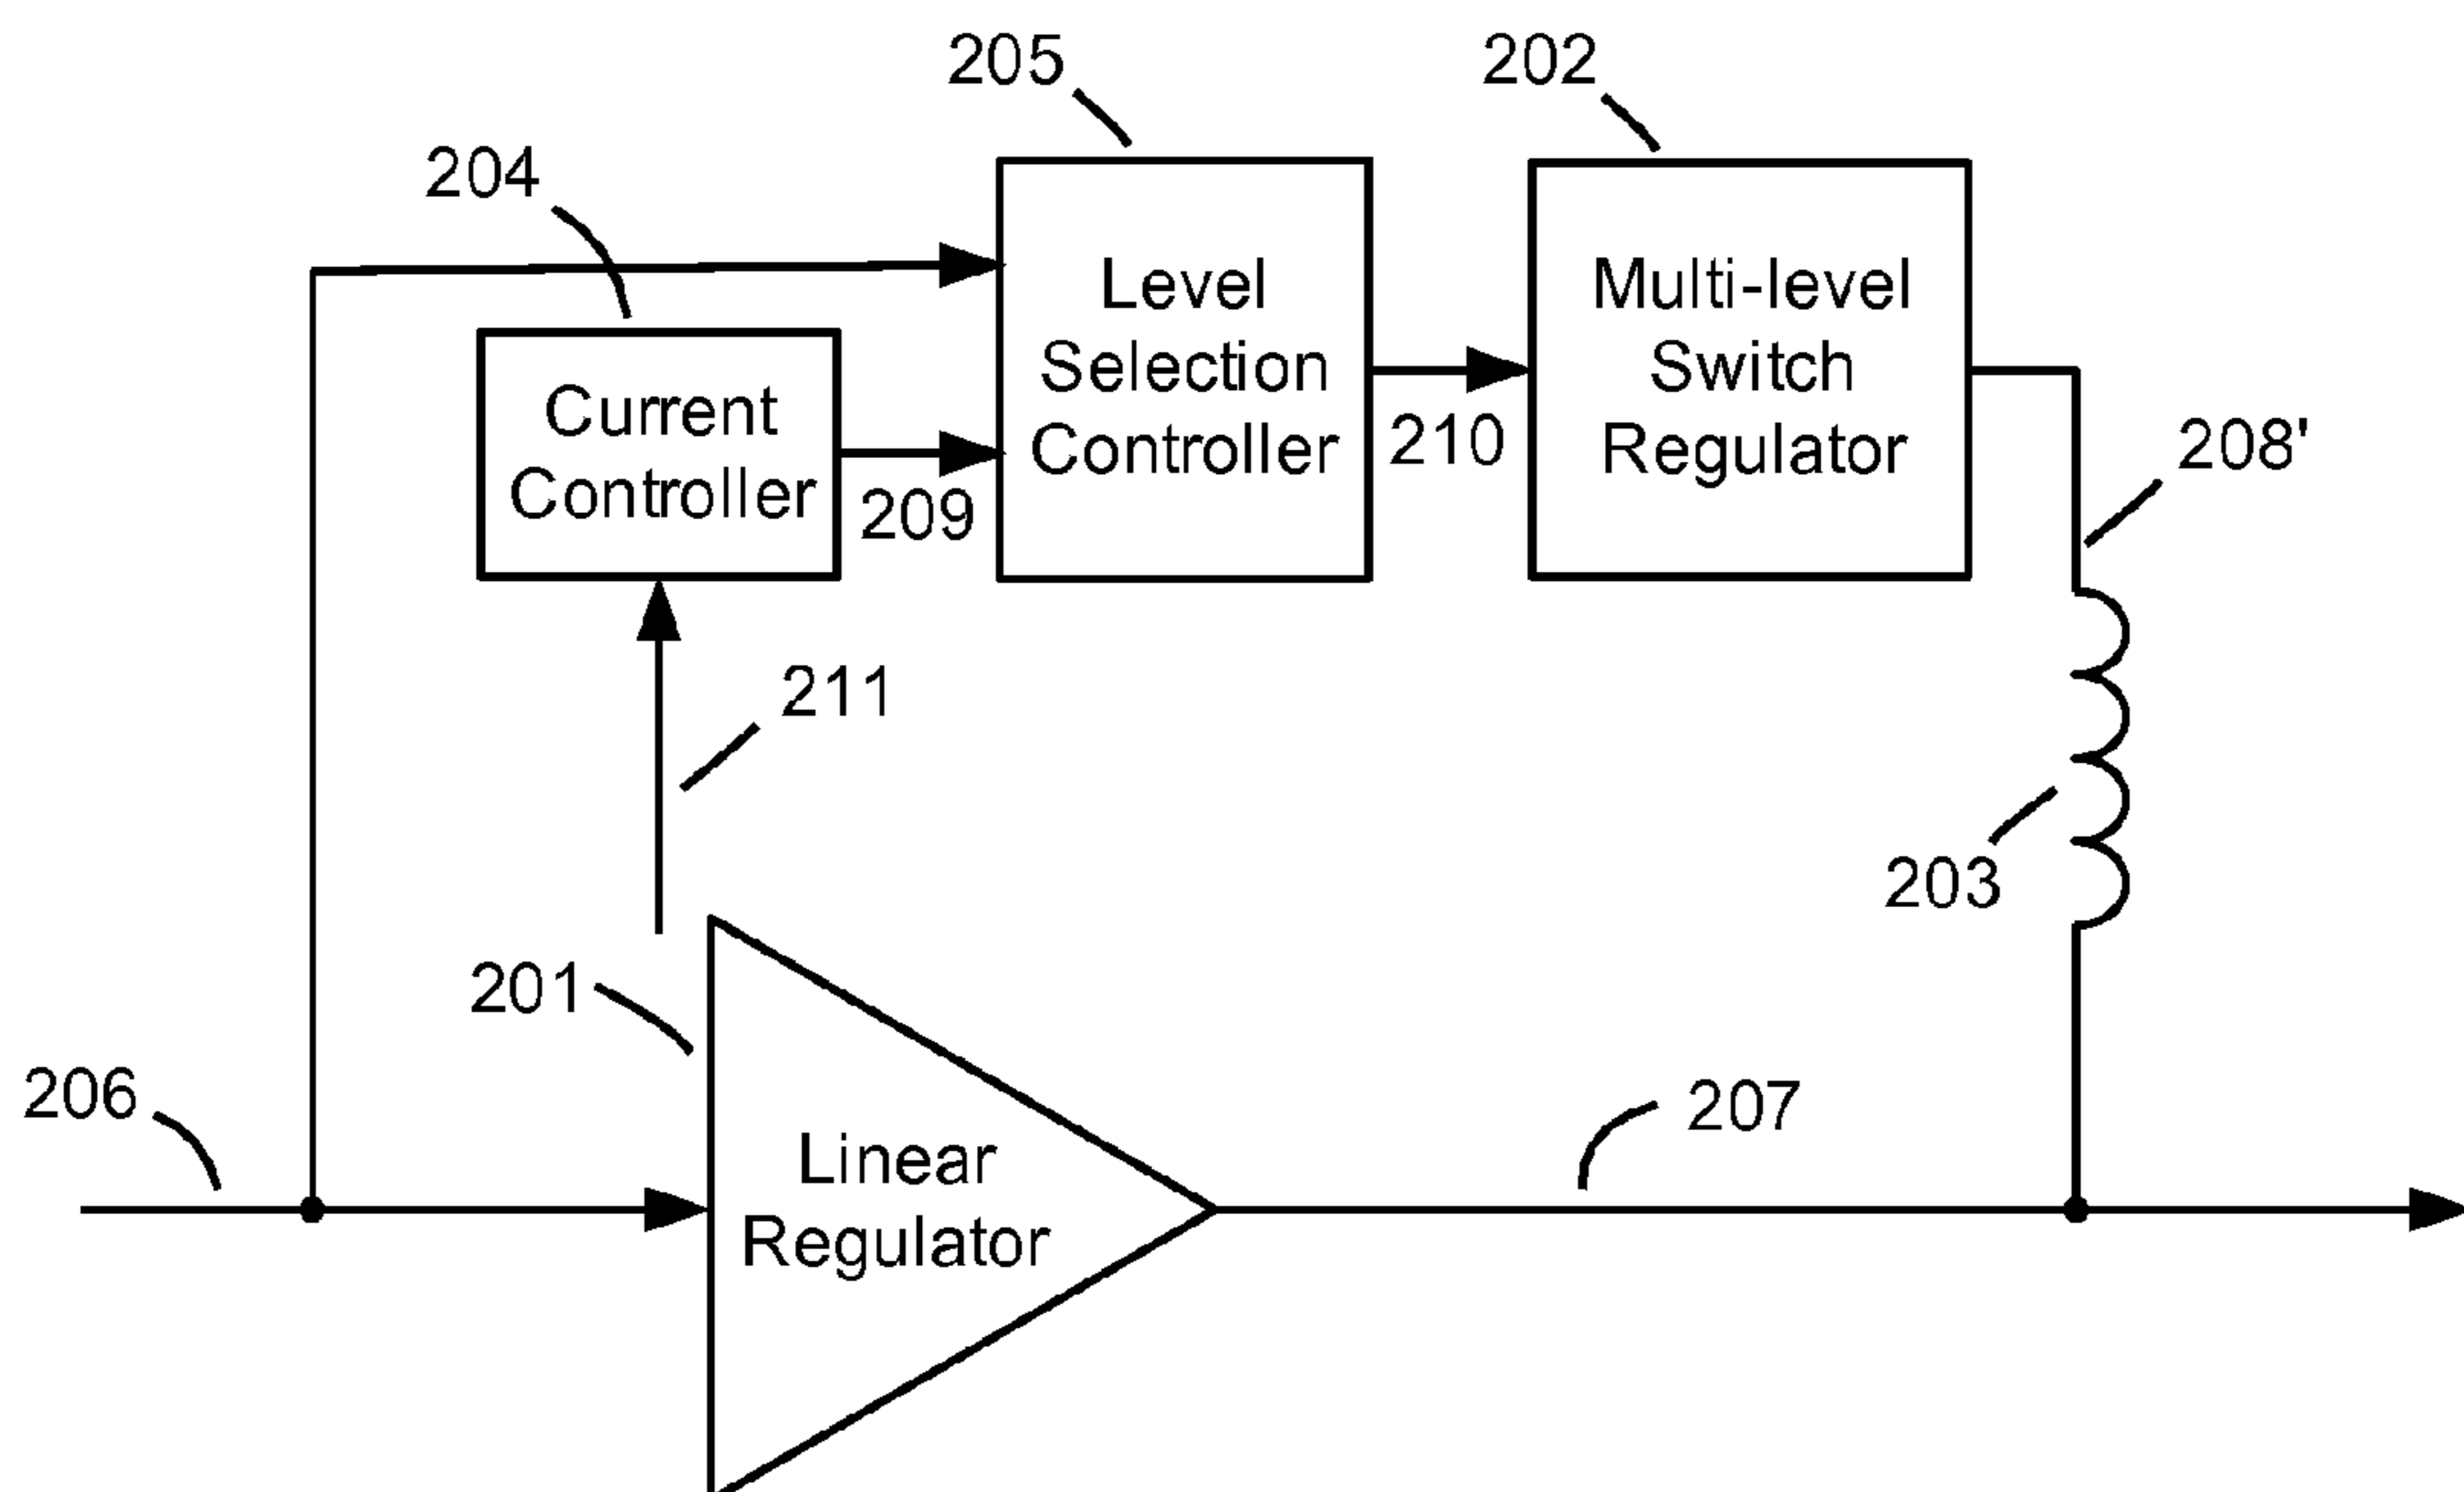 205
202
204
Level
Selection
Controller
Multi-level
Switch
Regulator
Current
Controller
210
208'
209
211
203
201
206
207
Linear
Regulator